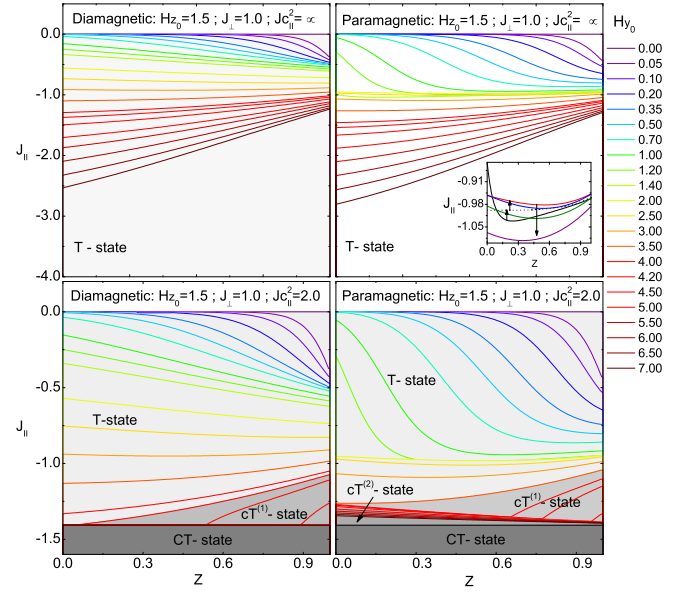 Diamagnetic: Hz₀=1.5 ; J⊥=1.0 ; Jc||²= ∞
Paramagnetic: Hz₀=1.5 ; J⊥=1.0 ; Jc||²= ∞
Hy₀
0.0
-1.0
-2.0
-3.0
-4.0
J||
T - state
T- state
-0.91
-0.98
-1.05
J||
0.0
0.3
0.6
0.9
Z
0.00
0.05
0.10
0.20
0.35
0.50
0.70
1.00
1.20
1.40
2.00
2.50
3.00
3.50
4.00
4.20
4.50
5.00
5.50
6.00
6.50
7.00
Diamagnetic: Hz₀=1.5 ; J⊥=1.0 ; Jc||²=2.0
Paramagnetic: Hz₀=1.5 ; J⊥=1.0 ; Jc||²=2.0
0.0
-0.5
-1.0
-1.5
J||
T-state
cT⁽¹⁾- state
CT- state
T- state
cT⁽²⁾- state
cT⁽¹⁾- state
CT- state
0.0
0.3
0.6
0.9
Z
0.0
0.3
0.6
0.9
Z